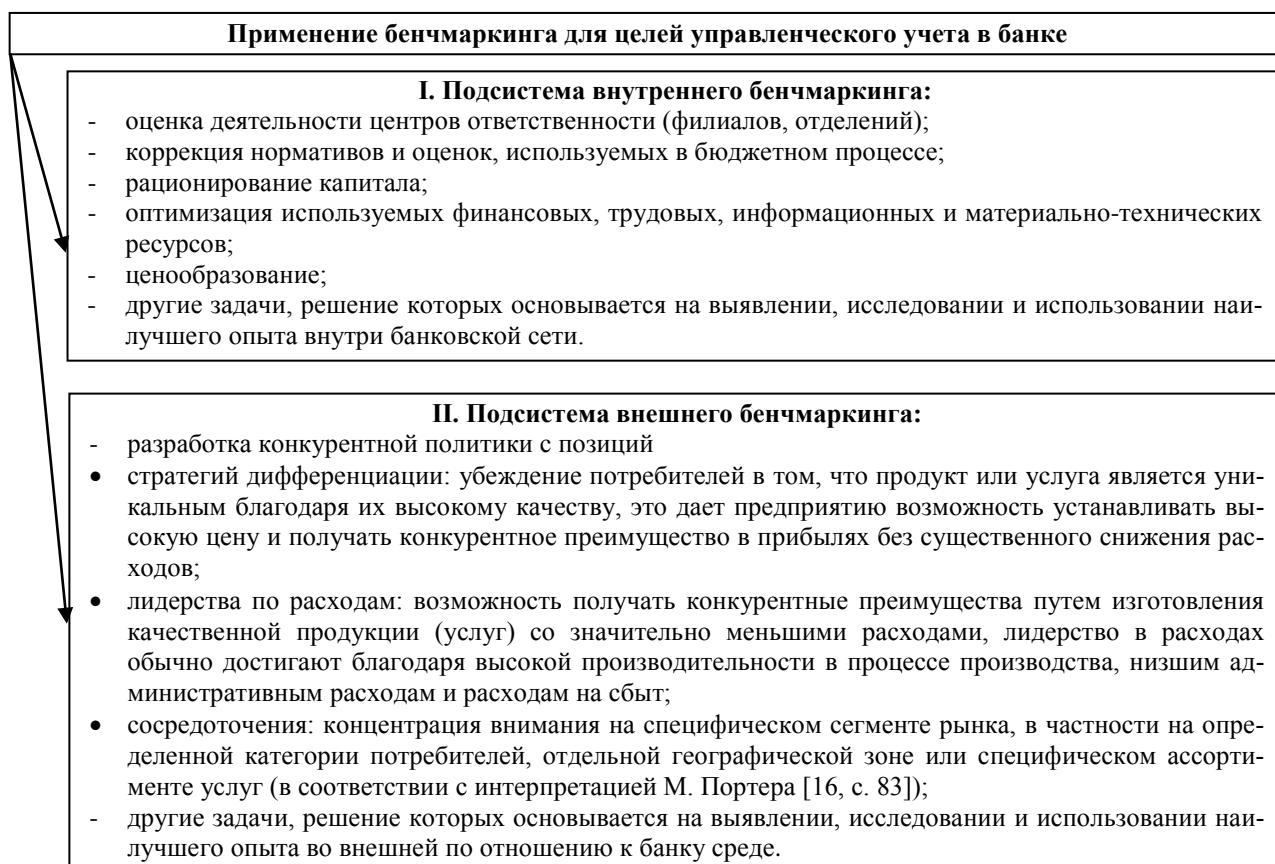 Применение бенчмаркинга для целей управленческого учета в банке
I. Подсистема внутреннего бенчмаркинга:
- оценка деятельности центров ответственности (филиалов, отделений);
- коррекция нормативов и оценок, используемых в бюджетном процессе;
- рационирование капитала;
- оптимизация используемых финансовых, трудовых, информационных и материально-технических
ресурсов;
- ценообразование;
- другие задачи, решение которых основывается на выявлении, исследовании и использовании наи-
лучшего опыта внутри банковской сети.
II. Подсистема внешнего бенчмаркинга:
- разработка конкурентной политики с позиций
• стратегий дифференциации: убеждение потребителей в том, что продукт или услуга является уни-
кальным благодаря их высокому качеству, это дает предприятию возможность устанавливать вы-
сокую цену и получать конкурентное преимущество в прибылях без существенного снижения рас-
ходов;
• лидерства по расходам: возможность получать конкурентные преимущества путем изготовления
качественной продукции (услуг) со значительно меньшими расходами, лидерство в расходах
обычно достигают благодаря высокой производительности в процессе производства, низшим ад-
министративным расходам и расходам на сбыт;
• сосредоточения: концентрация внимания на специфическом сегменте рынка, в частности на опре-
деленной категории потребителей, отдельной географической зоне или специфическом ассорти-
менте услуг (в соответствии с интерпретацией М. Портера [16, с. 83]);
- другие задачи, решение которых основывается на выявлении, исследовании и использовании наи-
лучшего опыта во внешней по отношению к банку среде.